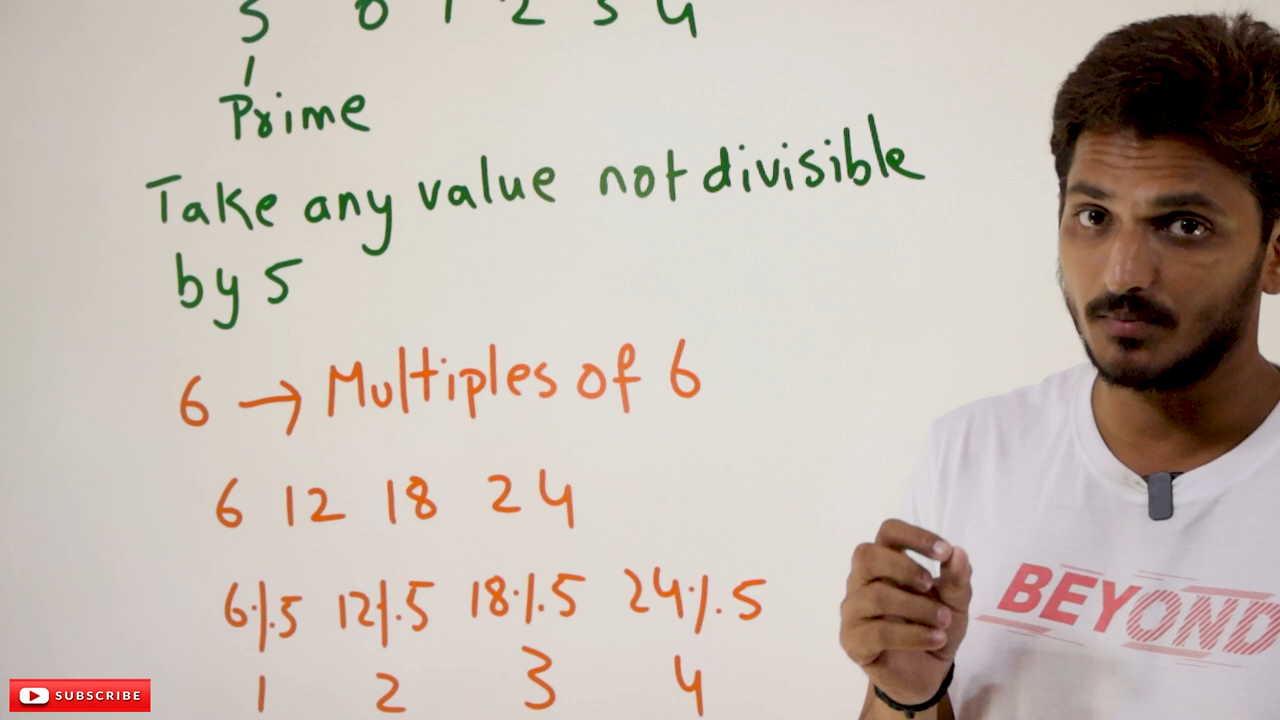 5 0 1 2 3 4
Prime
Take any value not divisible
by 5
6 → Multiples of 6
6 12 18 24
6%5 12%5 18%5 24%5
1 2 3 4
BEYOND
SUBSCRIBE